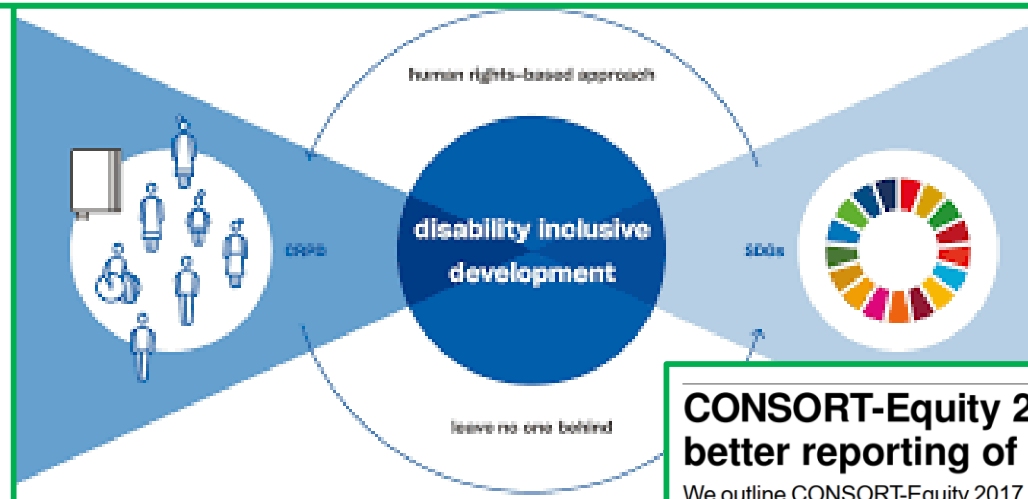 human rights-based approach
CRPD
disability inclusive
development
SDGs
leave no one behind
CONSORT-Equity 2
better reporting of
We outline CONSORT-Equity 2017